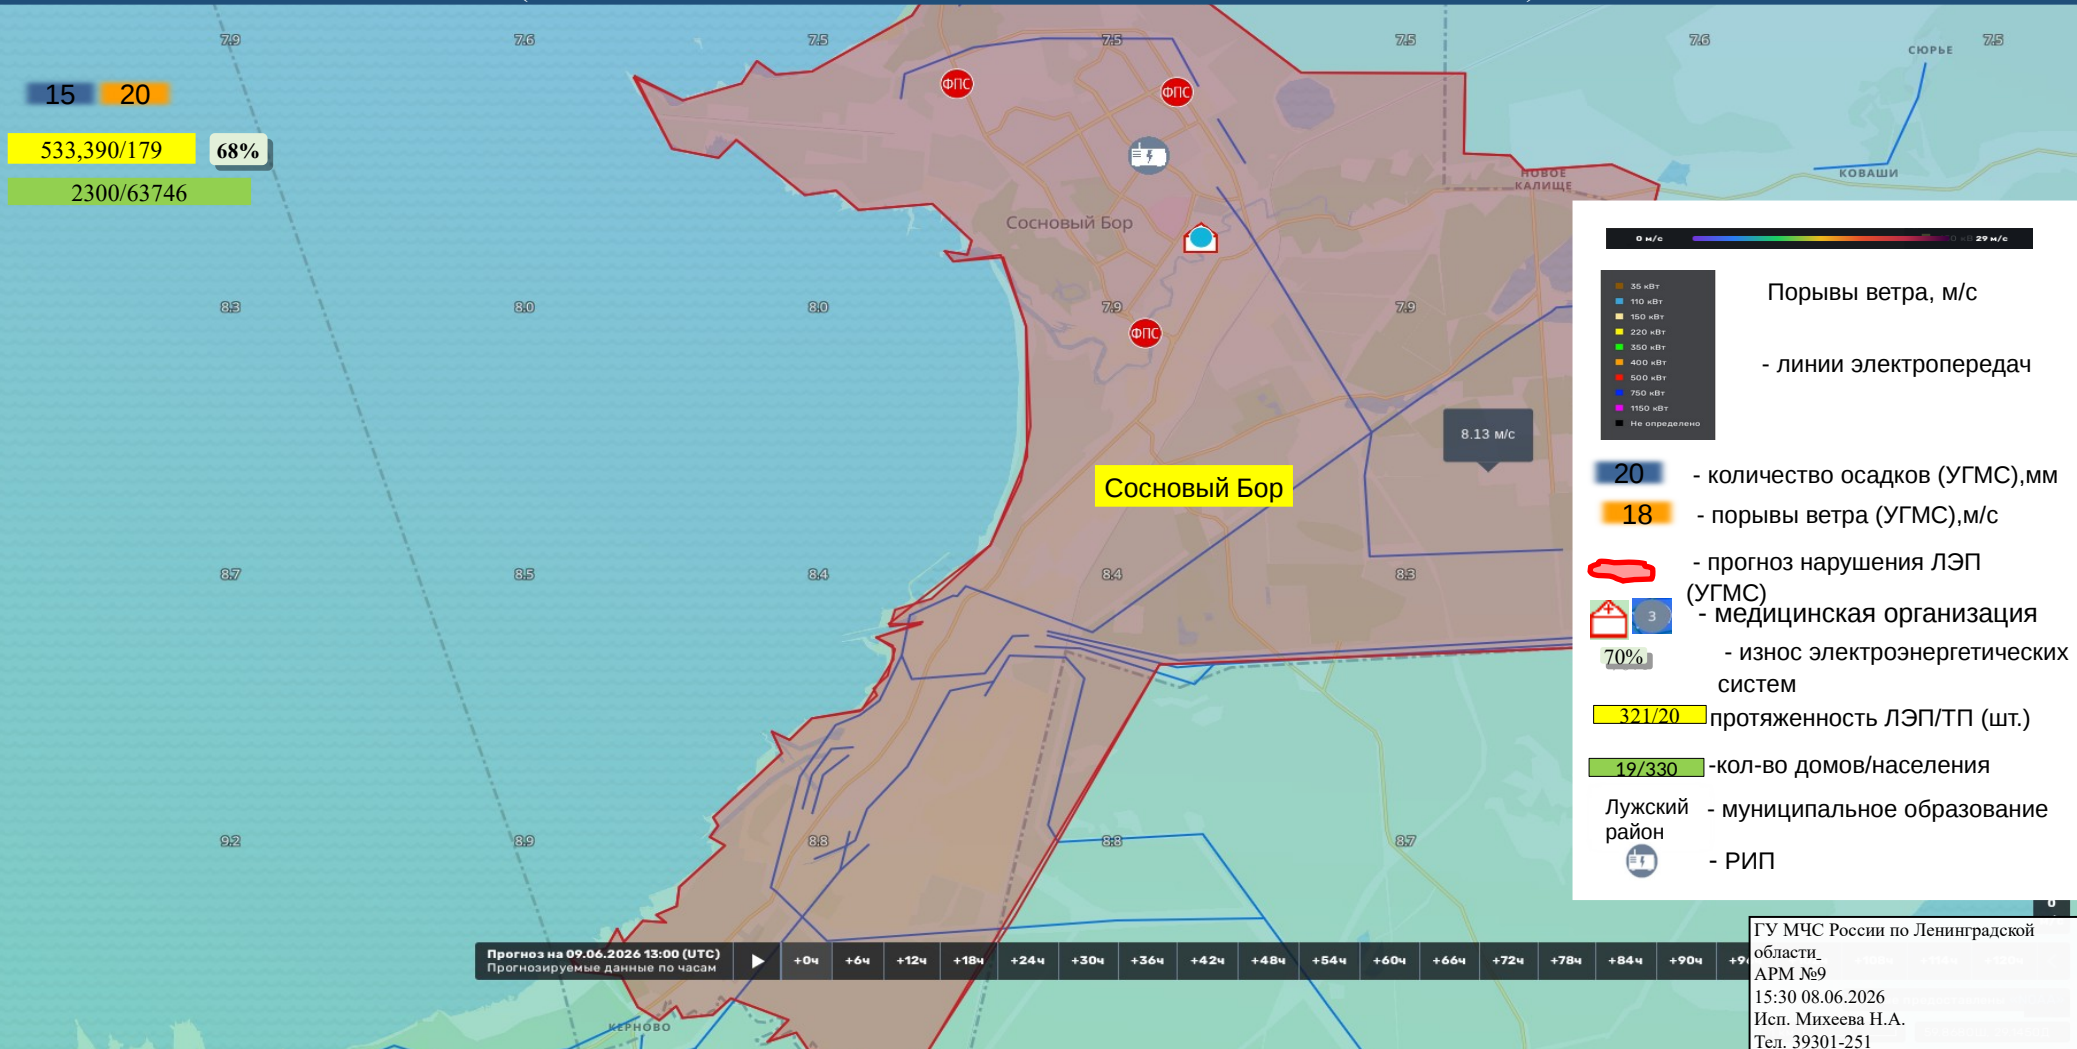 7.9 7.6 7.5 7.5 7.5 7.6 7.5
СЮРЬЕ
15 20
ФПС ФПС
533,390/179 68%
2300/63746
НОВОЕ
КАЛИЩЕ
КОВАШИ
Сосновый Бор
8.3 8.0 8.0 7.9 7.9
ФПС
8.13 м/с
Сосновый Бор
8.7 8.5 8.4 8.4 8.3
9.2 8.9 8.8 8.8 8.7
КЕРНОВО
0 м/с 29 м/с
Порывы ветра, м/с
35 кВт
110 кВт
150 кВт
220 кВт
350 кВт
400 кВт
500 кВт
750 кВт
1150 кВт
Не определено
- линии электропередач
20 - количество осадков (УГМС),мм
18 - порывы ветра (УГМС),м/с
- прогноз нарушения ЛЭП
(УГМС)
3 - медицинская организация
70% - износ электроэнергетических
систем
321/20 протяженность ЛЭП/ТП (шт.)
19/330 -кол-во домов/населения
Лужский
район
- муниципальное образование
- РИП
0
Прогноз на 09.06.2026 13:00 (UTC)
Прогнозируемые данные по часам
+0ч +6ч +12ч +18ч +24ч +30ч +36ч +42ч +48ч +54ч +60ч +66ч +72ч +78ч +84ч +90ч
ГУ МЧС России по Ленинградской
области_
АРМ №9
15:30 08.06.2026
Исп. Михеева Н.А.
Тел. 39301-251